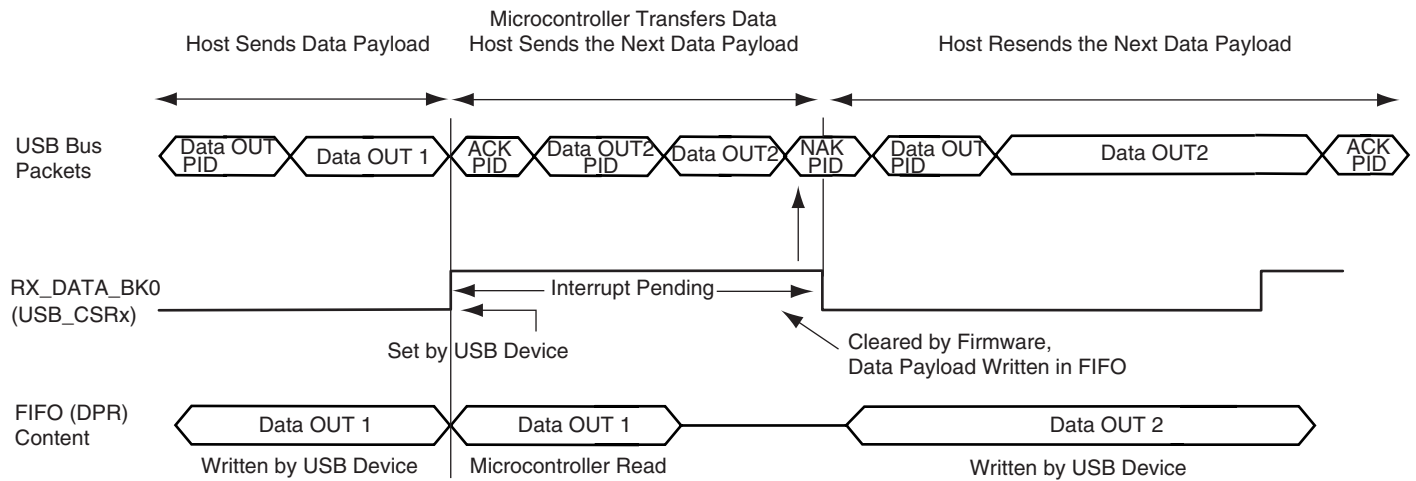 Microcontroller Transfers Data
Host Sends Data Payload
Host Sends the Next Data Payload
Host Resends the Next Data Payload
USB Bus
Packets
Data OUT
PID
Data OUT 1
ACK
PID
Data OUT2
PID
Data OUT2
NAK
PID
Data OUT
PID
Data OUT2
ACK
PID
RX_DATA_BK0
(USB_CSRx)
Interrupt Pending
Set by USB Device
Cleared by Firmware,
Data Payload Written in FIFO
FIFO (DPR)
Content
Data OUT 1
Data OUT 1
Data OUT 2
Written by USB Device
Microcontroller Read
Written by USB Device